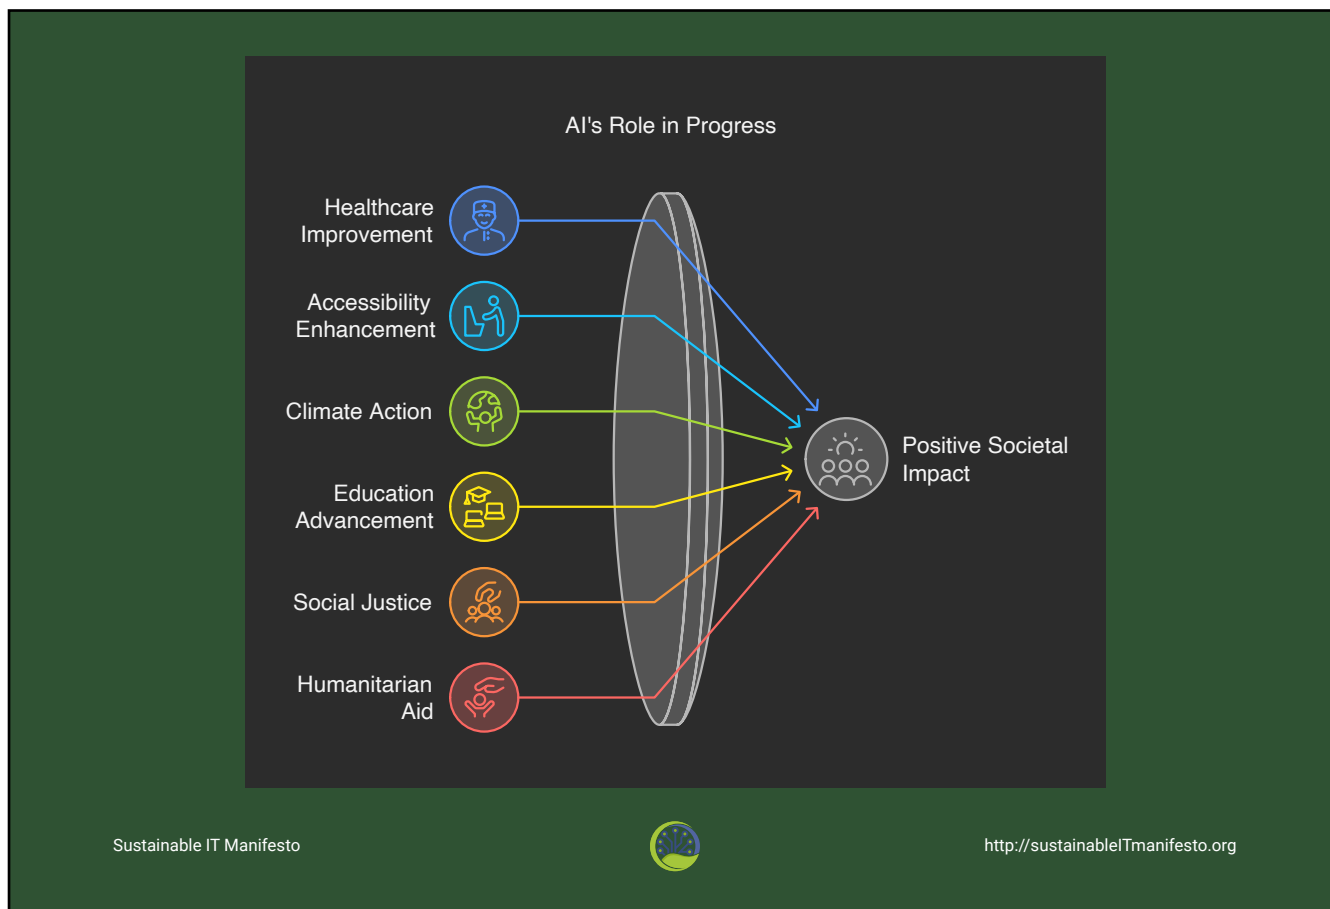 AI's Role in Progress
Healthcare
Improvement
Accessibility
Enhancement
Climate Action
Education
Advancement
Social Justice
Humanitarian
Aid
Positive Societal
Impact
Sustainable IT Manifesto
http://sustainableITmanifesto.org